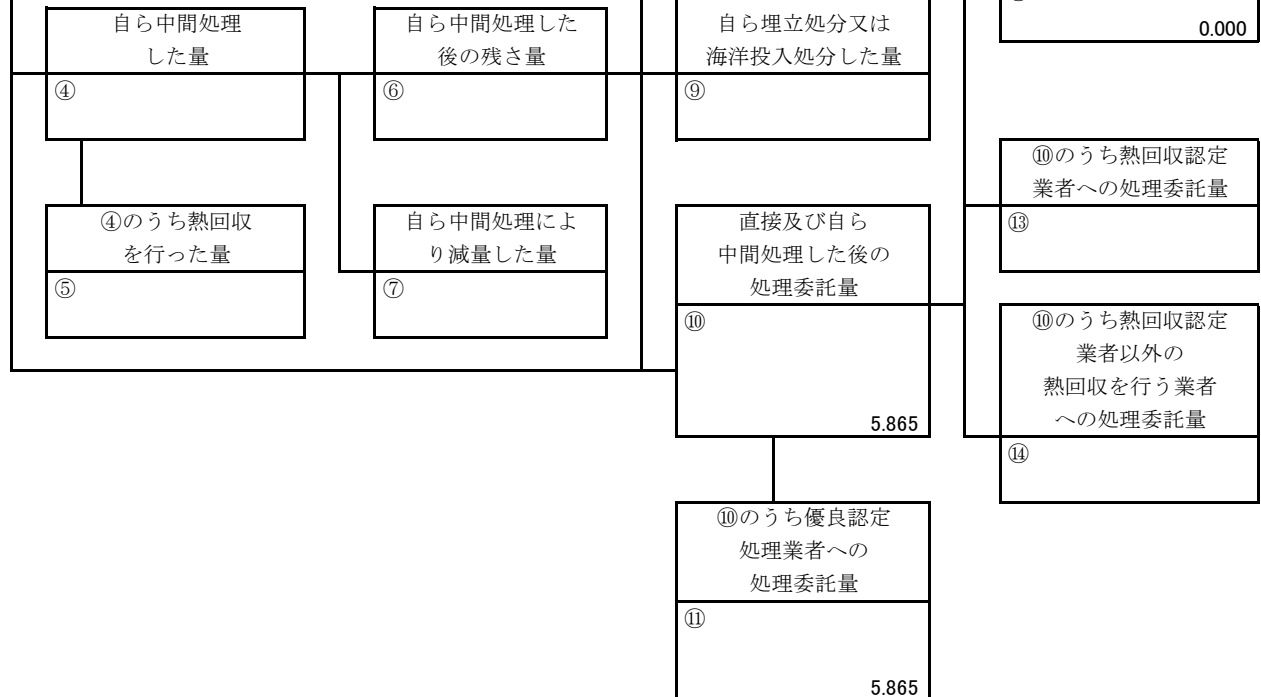 自ら中間処理
した量
④
自ら中間処理した
後の残さ量
⑥
自ら埋立処分又は
海洋投入処分した量
⑨
0.000
④のうち熱回収
を行った量
⑤
自ら中間処理によ
り減量した量
⑦
直接及び自ら
中間処理した後の
処理委託量
⑩
5.865
⑩のうち熱回収認定
業者への処理委託量
⑬
⑩のうち熱回収認定
業者以外の
熱回収を行う業者
への処理委託量
⑭
⑩のうち優良認定
処理業者への
処理委託量
⑪
5.865